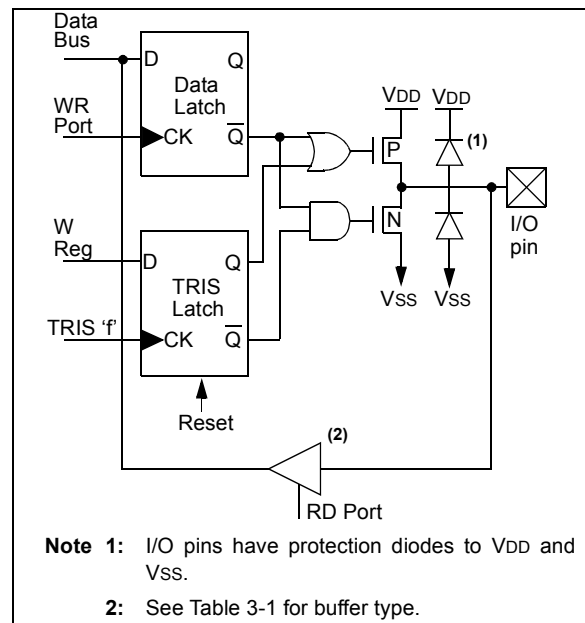 Data
Bus
D
Q
Data
Latch
WR
Port
CK
Q
VDD
VDD
(1)
P
N
I/O
pin
W
Reg
D
Q
TRIS
Latch
VSS
VSS
TRIS ‘f’
CK
Q
Reset
(2)
RD Port
Note 1: I/O pins have protection diodes to VDD and
VSS.
2: See Table 3-1 for buffer type.